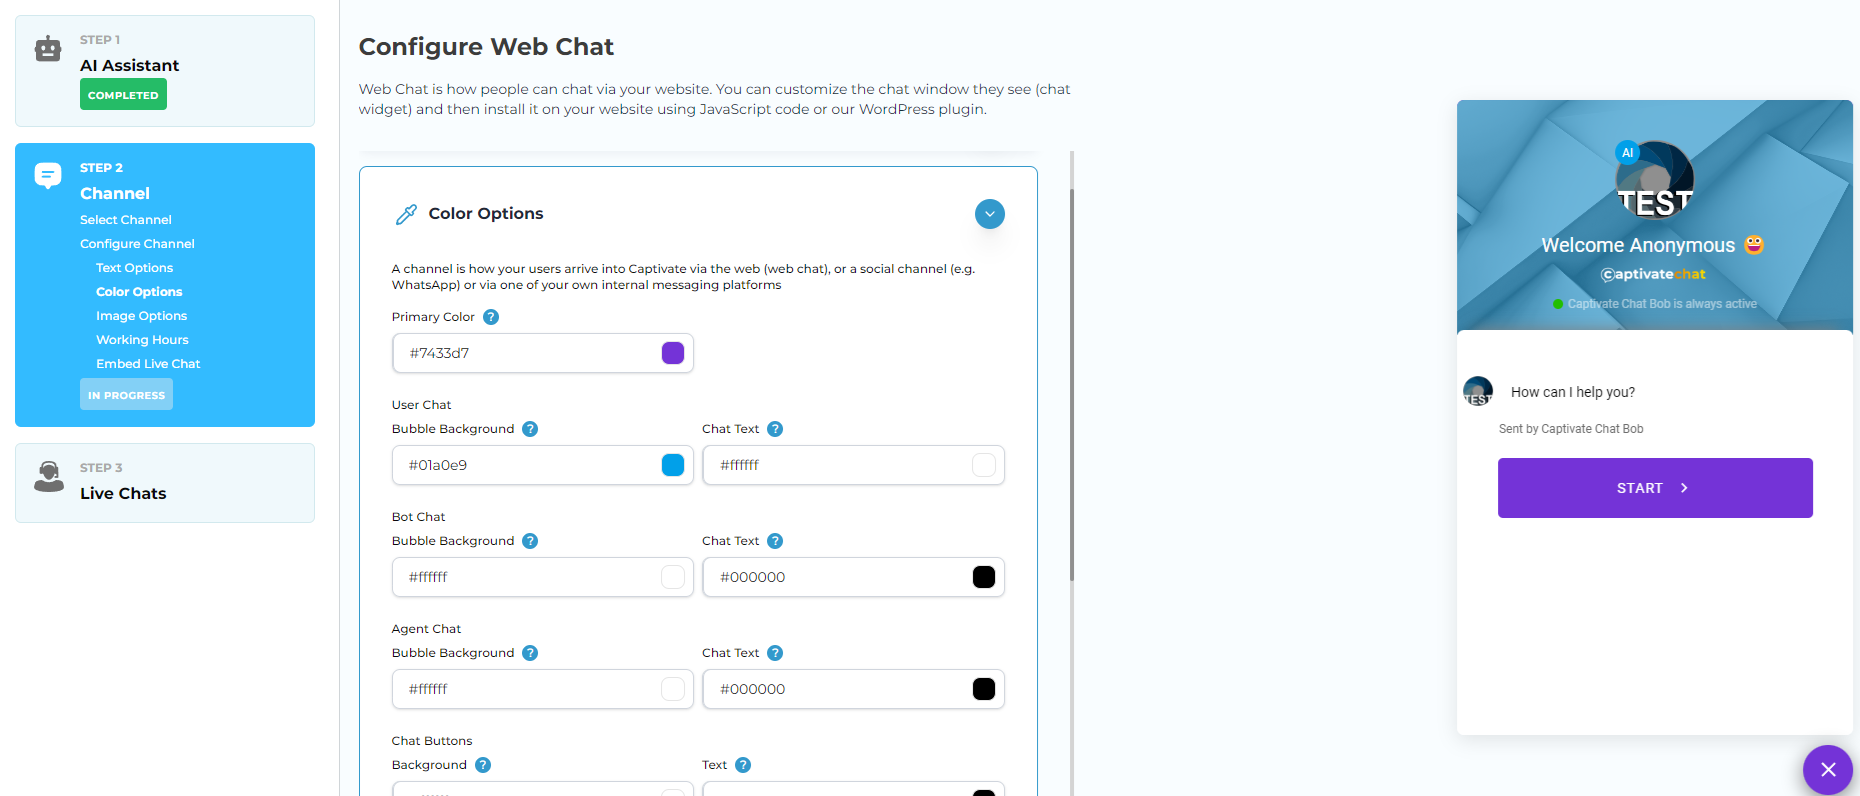 STEP 1
AI Assistant
COMPLETED
STEP 2
Channel
Select Channel
Configure Channel
Text Options
Color Options
Image Options
Working Hours
Embed Live Chat
IN PROGRESS
STEP 3
Live Chats
Configure Web Chat
Web Chat is how people can chat via your website. You can customize the chat window they see (chat
widget) and then install it on your website using JavaScript code or our WordPress plugin.
Color Options
A channel is how your users arrive into Captivate via the web (web chat), or a social channel (e.g.
WhatsApp) or via one of your own internal messaging platforms
Primary Color ?
#7433d7
User Chat
Bubble Background ? Chat Text ?
#01a0e9 #ffffff
Bot Chat
Bubble Background ? Chat Text ?
#ffffff #000000
Agent Chat
Bubble Background ? Chat Text ?
#ffffff #000000
Chat Buttons
Background ? Text ?
AI
TEST
Welcome Anonymous
Captivatechat
Captivate Chat Bob is always active
TEST
How can I help you?
Sent by Captivate Chat Bob
START